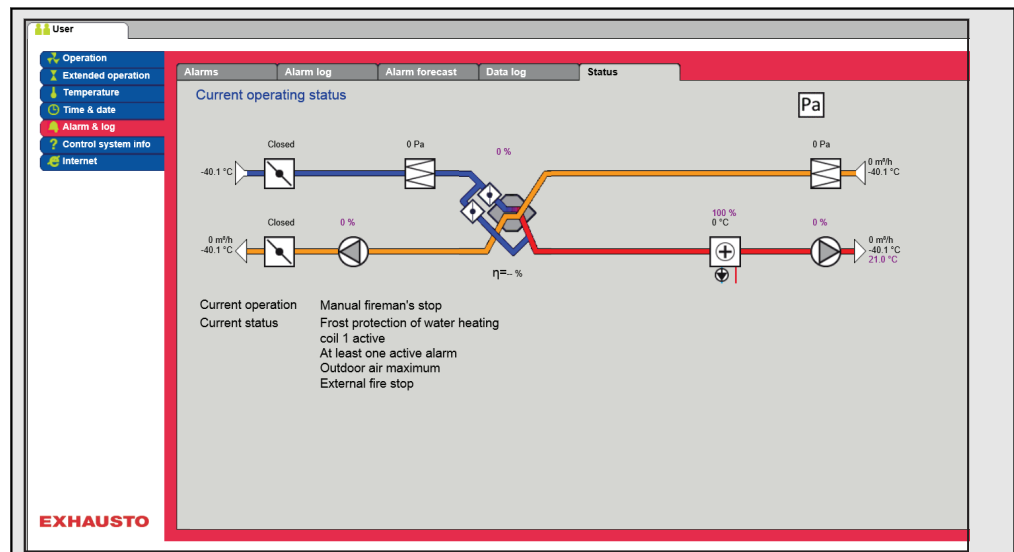 User
Operation
Extended operation
Temperature
Time & date
Alarm & log
Control system info
Internet
Alarms
Alarm log
Alarm forecast
Data log
Status
Current operating status
Pa
Closed
0 Pa
0 %
0 Pa
-40.1 °C
0 m³/h
-40.1 °C
Closed
0 %
100 %
0 °C
0 %
0 m³/h
-40.1 °C
0 m³/h
-40.1 °C
21.0 °C
η=-- %
Current operation Manual fireman's stop
Current status Frost protection of water heating
coil 1 active
At least one active alarm
Outdoor air maximum
External fire stop
EXHAUSTO